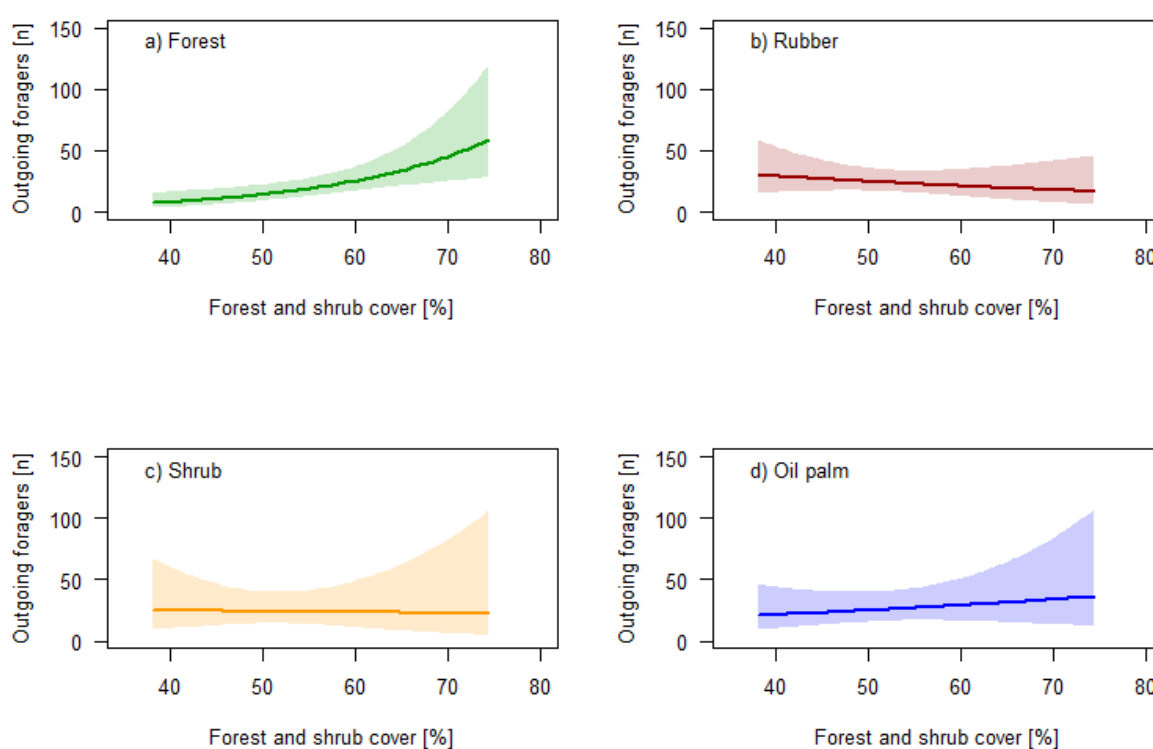 a) Forest
Outgoing foragers [n]
150
100
50
0
40 50 60 70 80
Forest and shrub cover [%]
b) Rubber
Outgoing foragers [n]
150
100
50
0
40 50 60 70 80
Forest and shrub cover [%]
c) Shrub
Outgoing foragers [n]
150
100
50
0
40 50 60 70 80
Forest and shrub cover [%]
d) Oil palm
Outgoing foragers [n]
150
100
50
0
40 50 60 70 80
Forest and shrub cover [%]